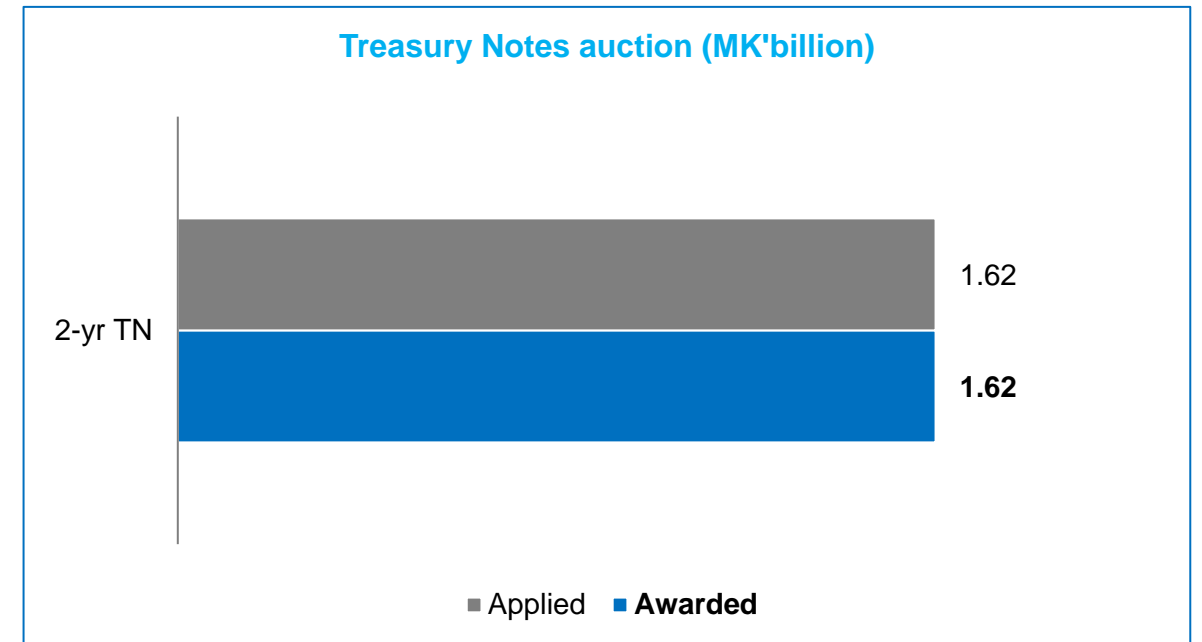 Treasury Notes auction (MK'billion)
1.62
2-yr TN
1.62
Applied Awarded